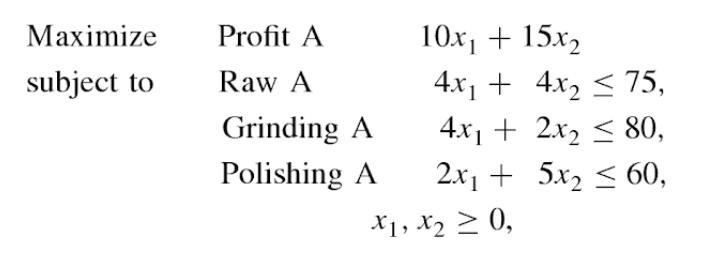 Maximize Profit A 10x₁ + 15x₂
subject to Raw A 4x₁ + 4x₂ ≤ 75,
Grinding A 4x₁ + 2x₂ ≤ 80,
Polishing A 2x₁ + 5x₂ ≤ 60,
x₁, x₂ ≥ 0,